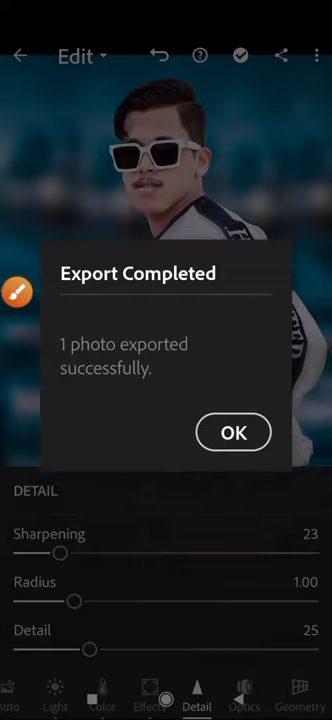 Edit
Export Completed
1 photo exported
successfully.
OK
DETAIL
Sharpening 23
Radius 1.00
Detail 25
Auto Light Color Effects Detail Optics Geometry